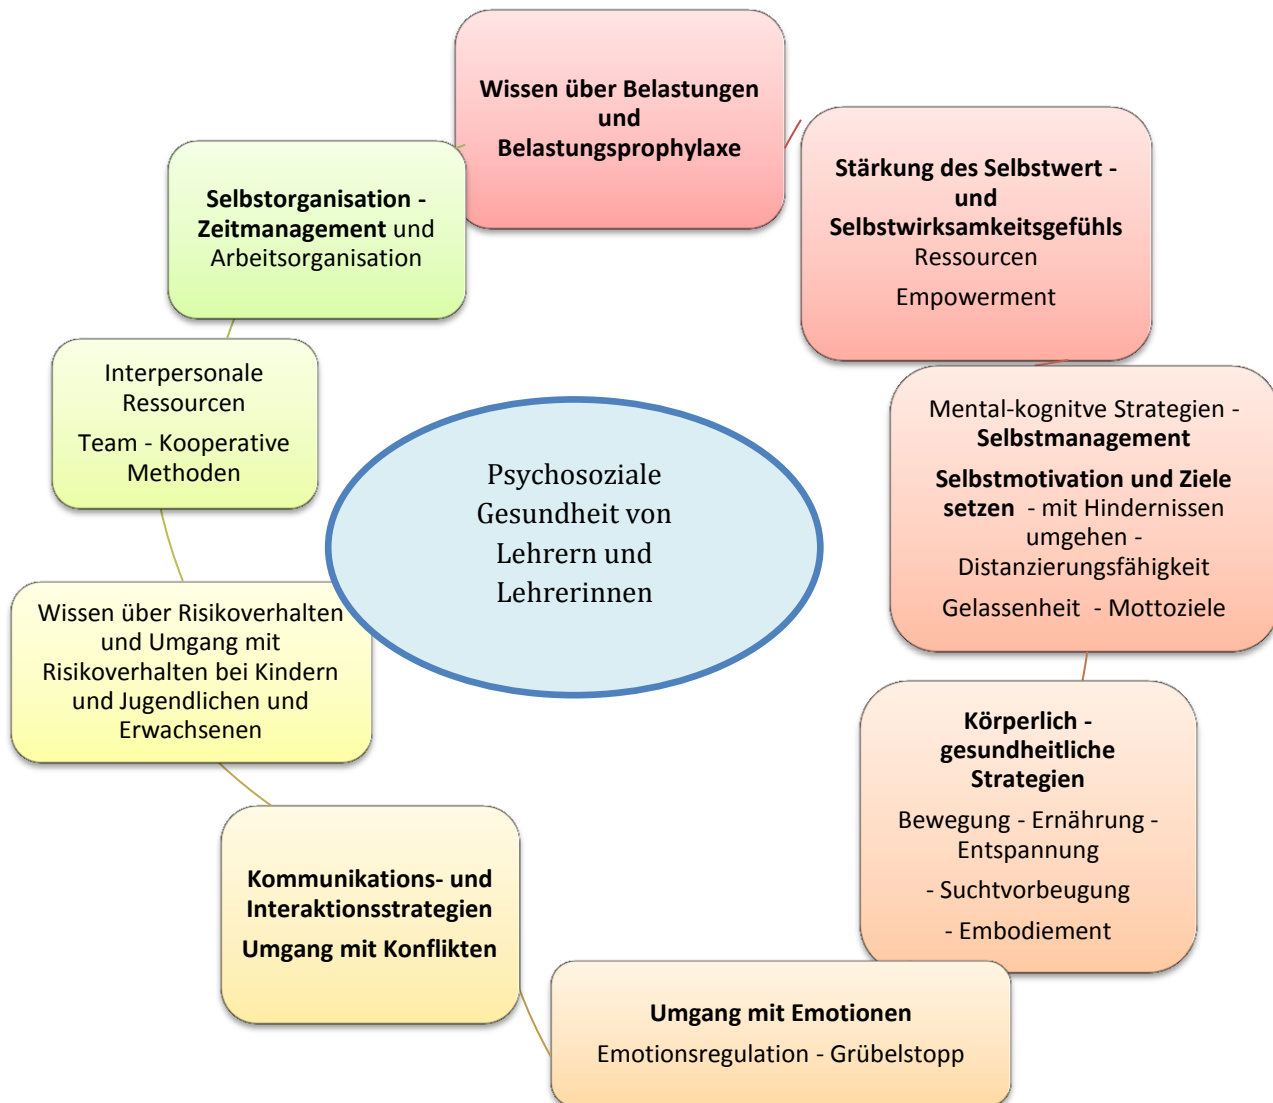 Wissen über Belastungen
und
Belastungsprophylaxe
Stärkung des Selbstwert -
und
Selbstwirksamkeitsgefühls
Ressourcen
Empowerment
Mental-kognitve Strategien -
Selbstmanagement
Selbstmotivation und Ziele
setzen - mit Hindernissen
umgehen -
Distanzierungsfähigkeit
Gelassenheit - Mottoziele
Körperlich -
gesundheitliche
Strategien
Bewegung - Ernährung -
Entspannung
- Suchtvorbeugung
- Embodiement
Umgang mit Emotionen
Emotionsregulation - Grübelstopp
Kommunikations- und
Interaktionsstrategien
Umgang mit Konflikten
Wissen über Risikoverhalten
und Umgang mit
Risikoverhalten bei Kindern
und Jugendlichen und
Erwachsenen
Interpersonale
Ressourcen
Team - Kooperative
Methoden
Selbstorganisation -
Zeitmanagement und
Arbeitsorganisation
Psychosoziale
Gesundheit von
Lehrern und
Lehrerinnen